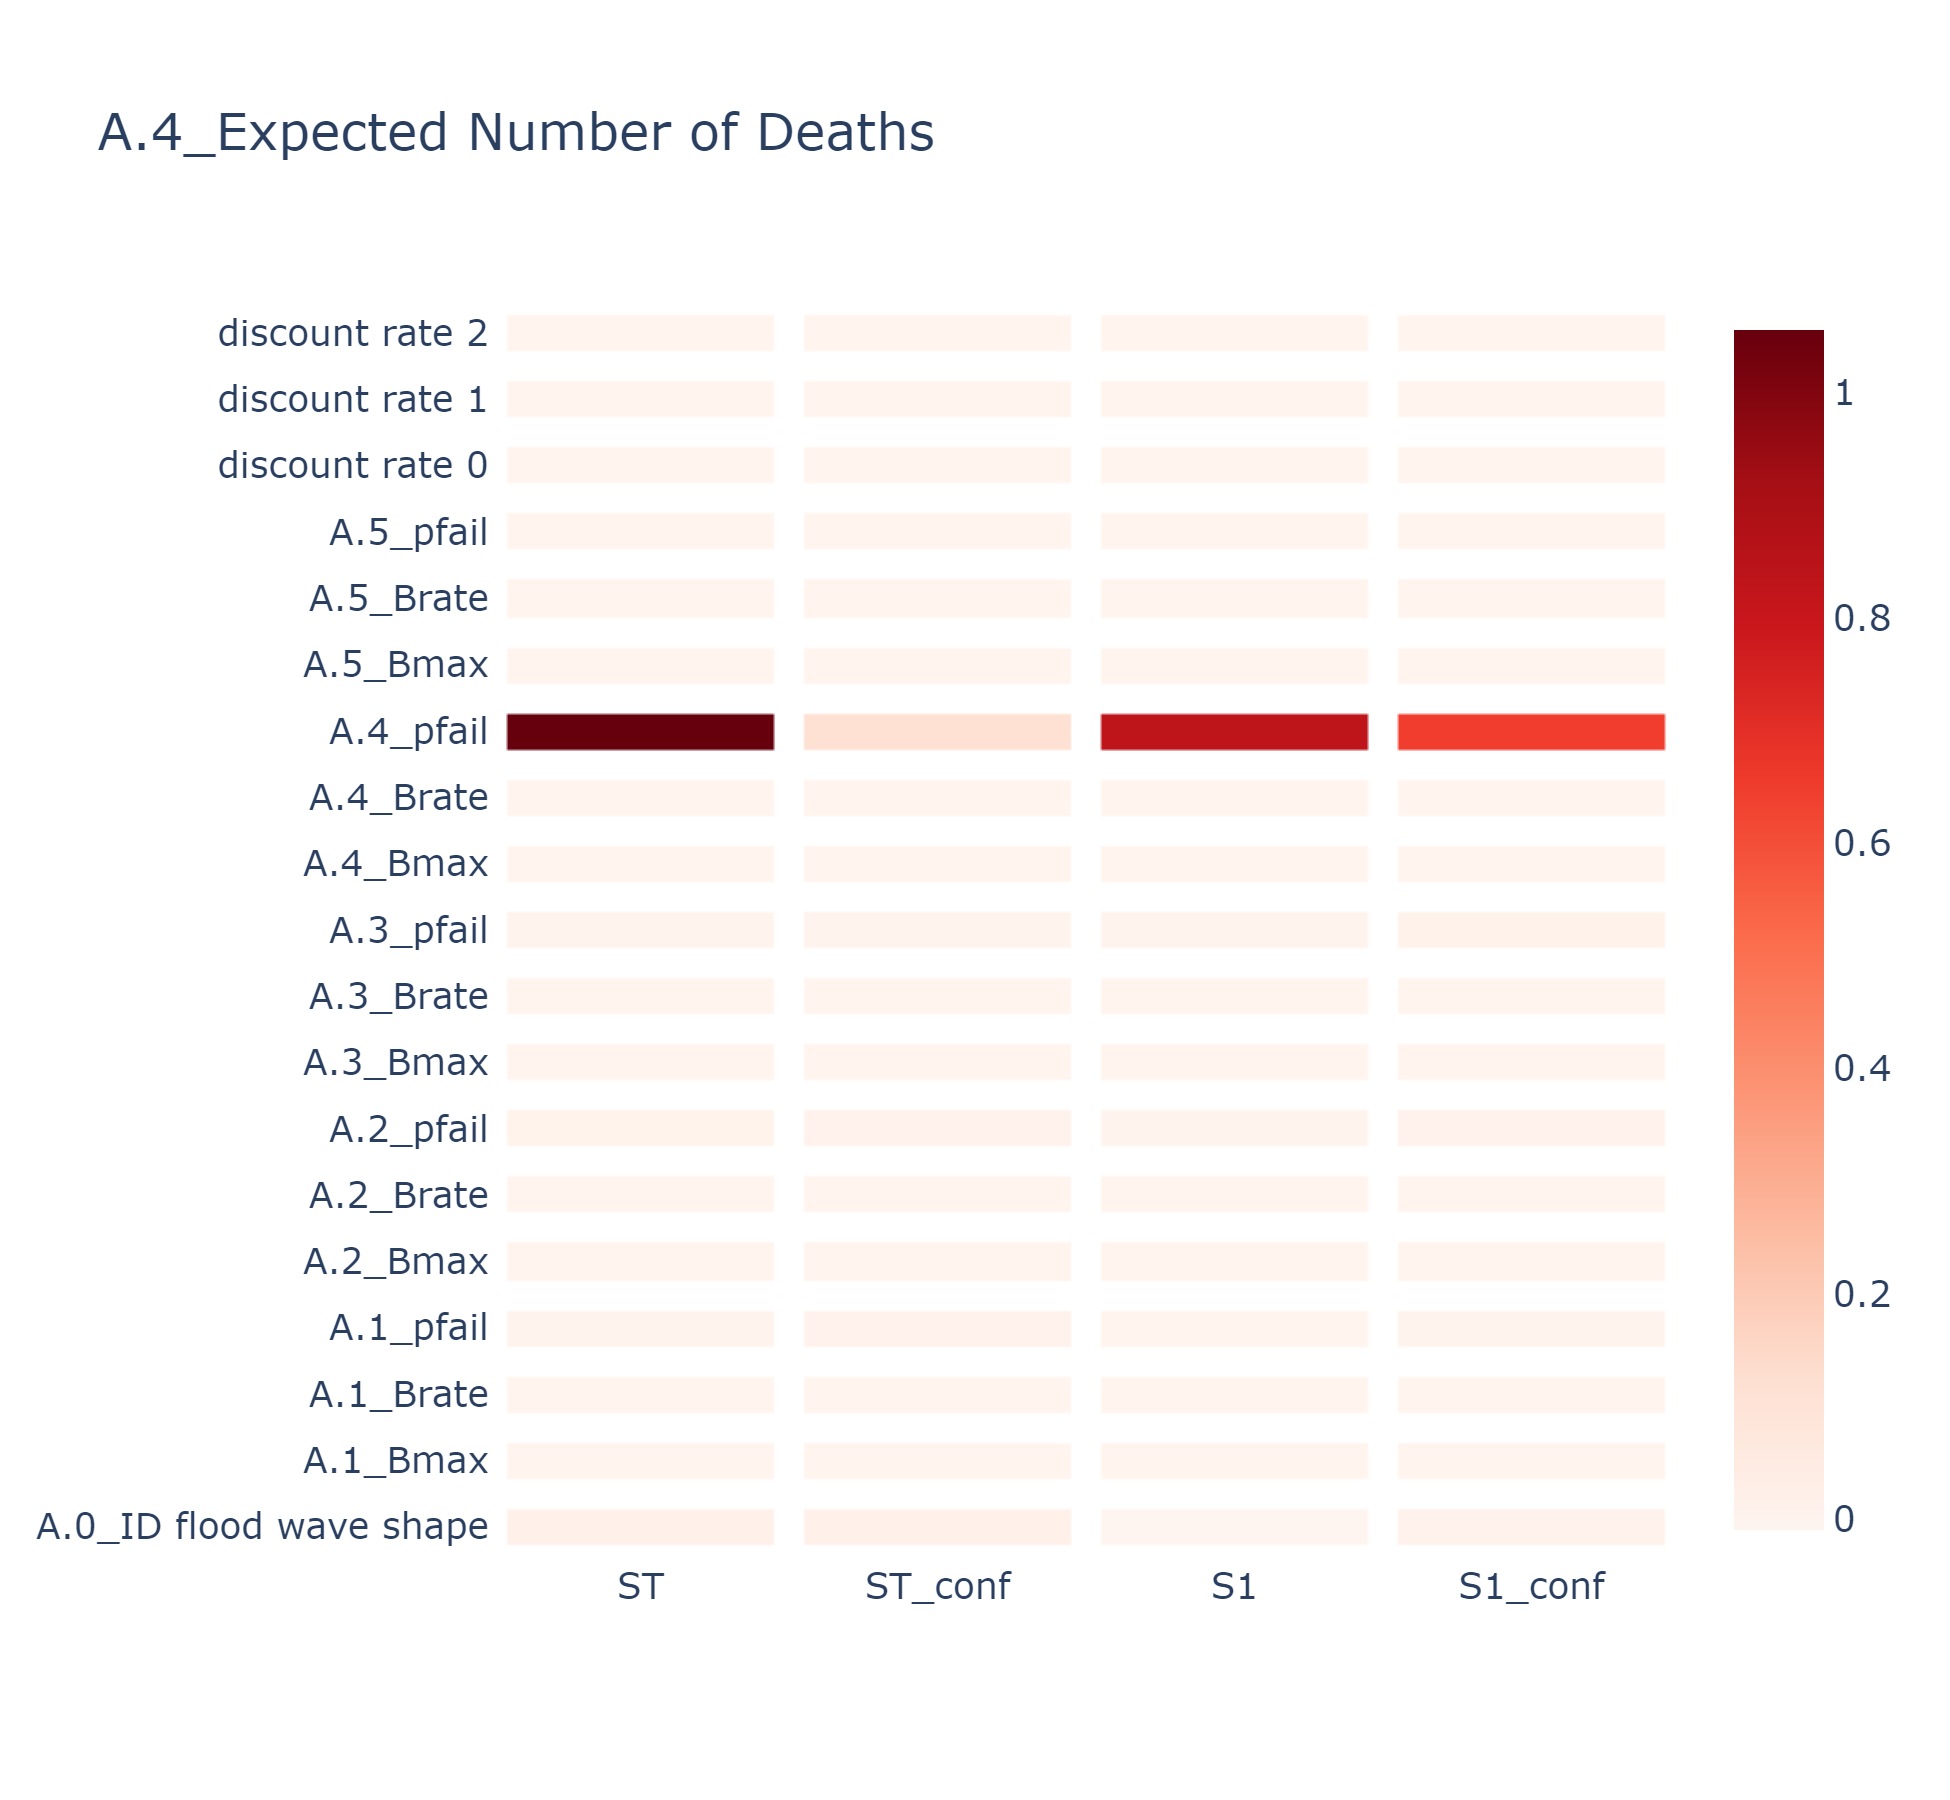 A.4_Expected Number of Deaths
discount rate 2
discount rate 1
discount rate 0
A.5_pfail
A.5_Brate
A.5_Bmax
A.4_pfail
A.4_Brate
A.4_Bmax
A.3_pfail
A.3_Brate
A.3_Bmax
A.2_pfail
A.2_Brate
A.2_Bmax
A.1_pfail
A.1_Brate
A.1_Bmax
A.0_ID flood wave shape
ST ST_conf S1 S1_conf
1
0.8
0.6
0.4
0.2
0